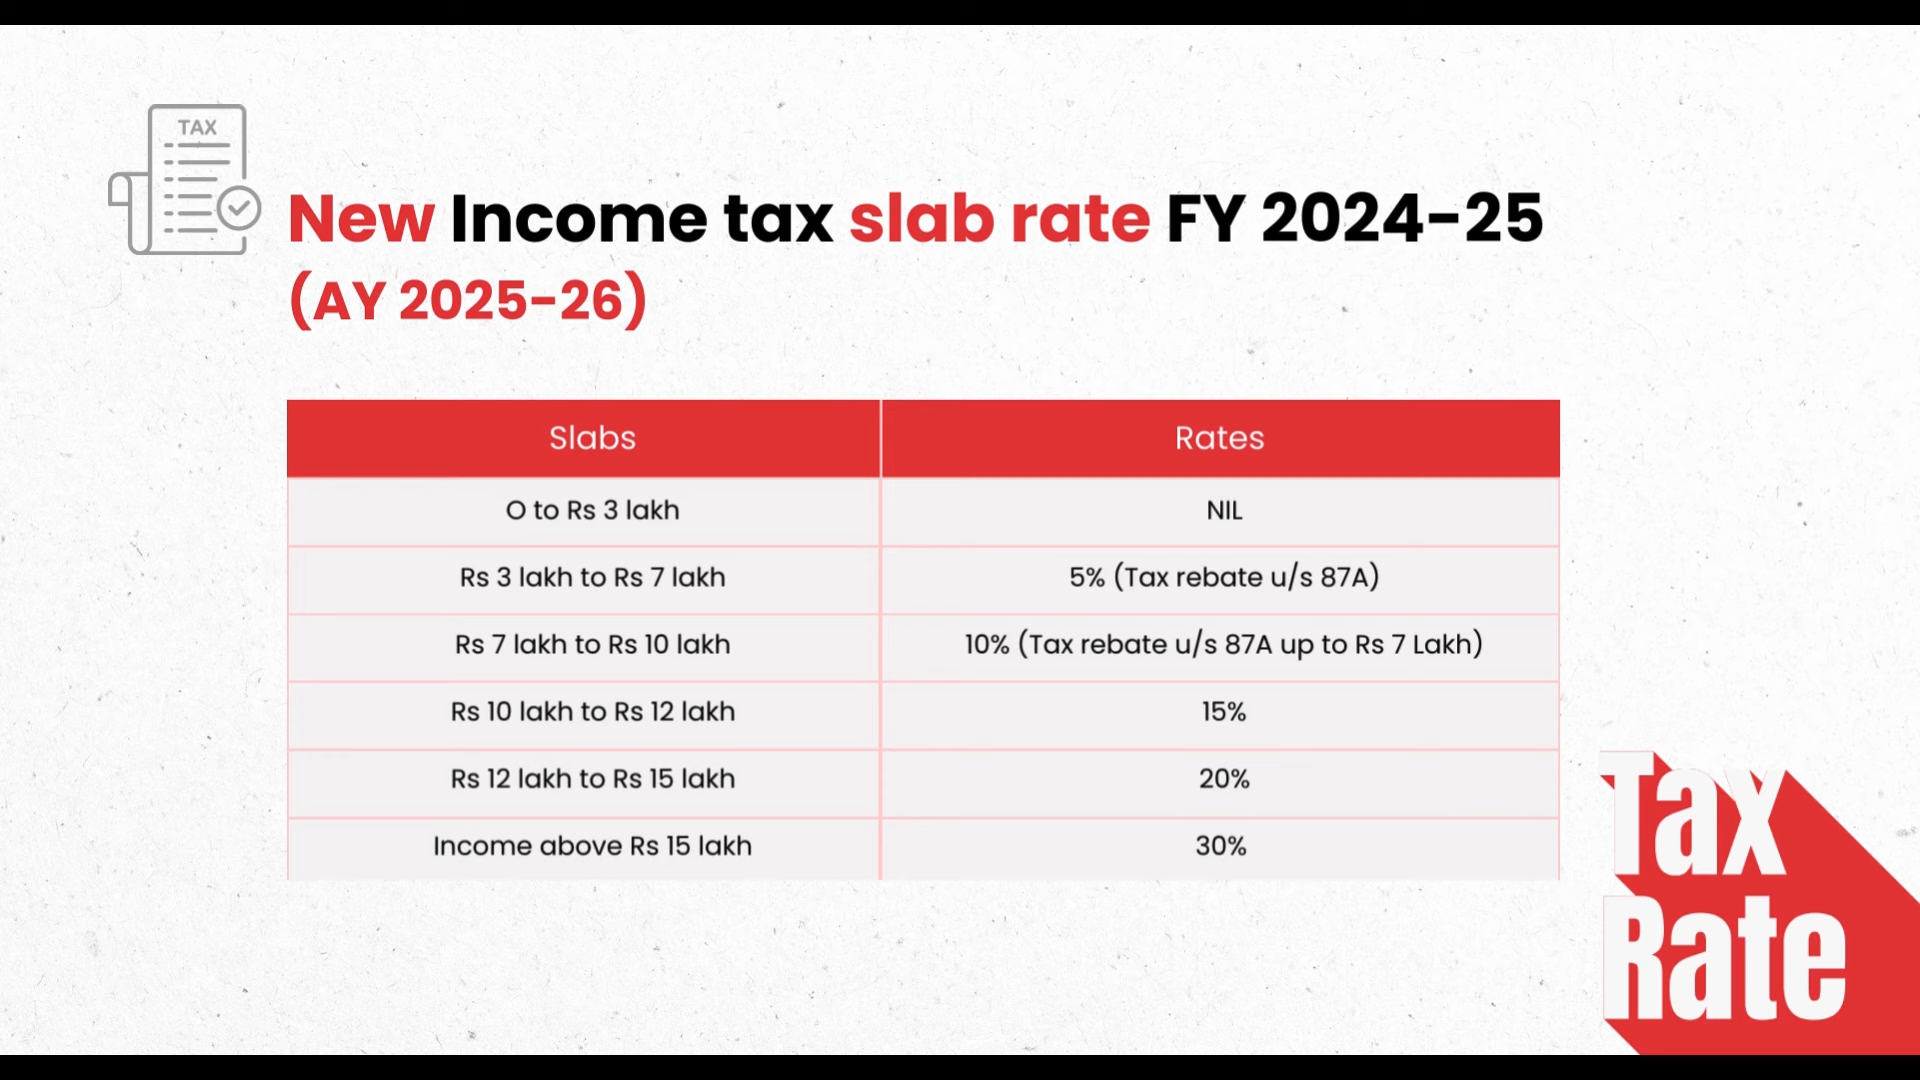 TAX
New Income tax slab rate FY 2024-25
(AY 2025-26)
Slabs Rates
O to Rs 3 lakh NIL
Rs 3 lakh to Rs 7 lakh 5% (Tax rebate u/s 87A)
Rs 7 lakh to Rs 10 lakh 10% (Tax rebate u/s 87A up to Rs 7 Lakh)
Rs 10 lakh to Rs 12 lakh 15%
Rs 12 lakh to Rs 15 lakh 20%
Income above Rs 15 lakh 30%
Tax
Rate